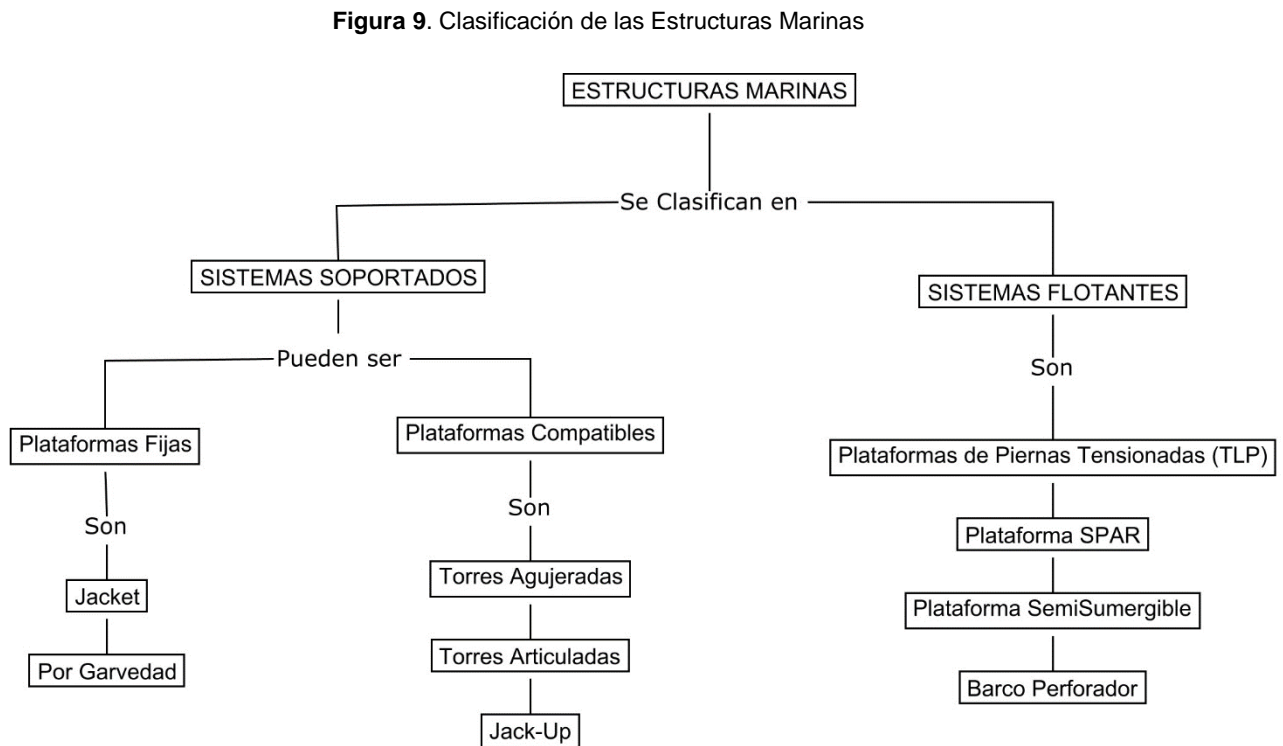 Figura 9. Clasificación de las Estructuras Marinas
ESTRUCTURAS MARINAS
Se Clasifican en
SISTEMAS SOPORTADOS
SISTEMAS FLOTANTES
Pueden ser
Son
Plataformas Fijas
Plataformas Compatibles
Plataformas de Piernas Tensionadas (TLP)
Son
Son
Plataforma SPAR
Jacket
Torres Agujeradas
Plataforma SemiSumergible
Por Garvedad
Torres Articuladas
Barco Perforador
Jack-Up